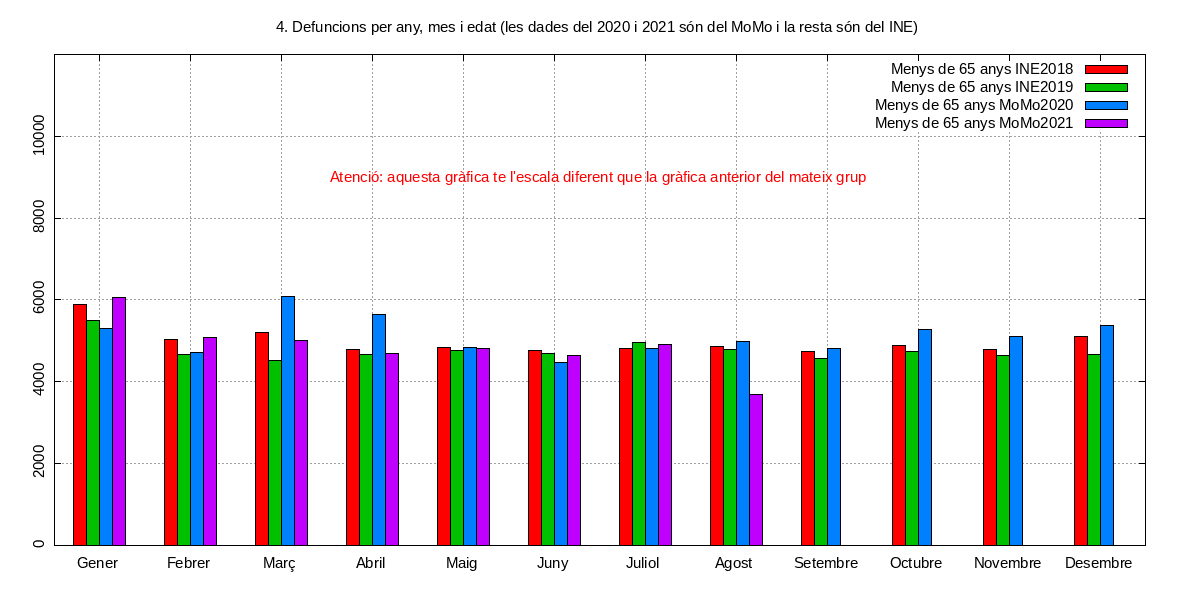 4. Defuncions per any, mes i edat (les dades del 2020 i 2021 són del MoMo i la resta són del INE)
Menys de 65 anys INE2018
Menys de 65 anys INE2019
Menys de 65 anys MoMo2020
Menys de 65 anys MoMo2021
Atenció: aquesta gràfica te l'escala diferent que la gràfica anterior del mateix grup
10000
8000
6000
4000
2000
0
Gener Febrer Març Abril Maig Juny Juliol Agost Setembre Octubre Novembre Desembre